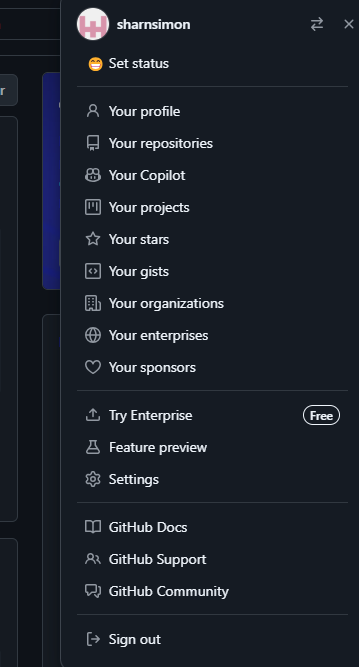 sharnsimon
Set status
Your profile
Your repositories
Your Copilot
Your projects
Your stars
Your gists
Your organizations
Your enterprises
Your sponsors
Try Enterprise Free
Feature preview
Settings
GitHub Docs
GitHub Support
GitHub Community
Sign out